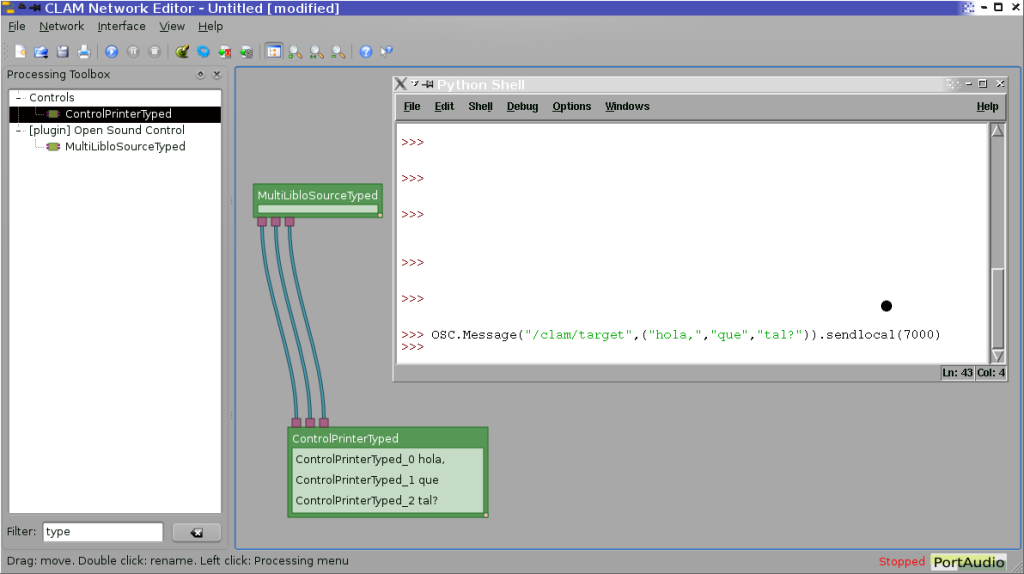 CLAM Network Editor - Untitled [modified]
File Network Interface View Help
Processing Toolbox
Controls
ControlPrinterTyped
[plugin] Open Sound Control
MultiLibloSourceTyped
Filter: type
MultiLibloSourceTyped
ControlPrinterTyped
ControlPrinterTyped_0 hola,
ControlPrinterTyped_1 que
ControlPrinterTyped_2 tal?
Python Shell
File Edit Shell Debug Options Windows Help
>>>
>>>
>>>
>>>
>>>
>>> OSC.Message("/clam/target",("hola,","que","tal?")).sendlocal(7000)
>>>
Ln: 43 Col: 4
Drag: move. Double click: rename. Left click: Processing menu
Stopped PortAudio